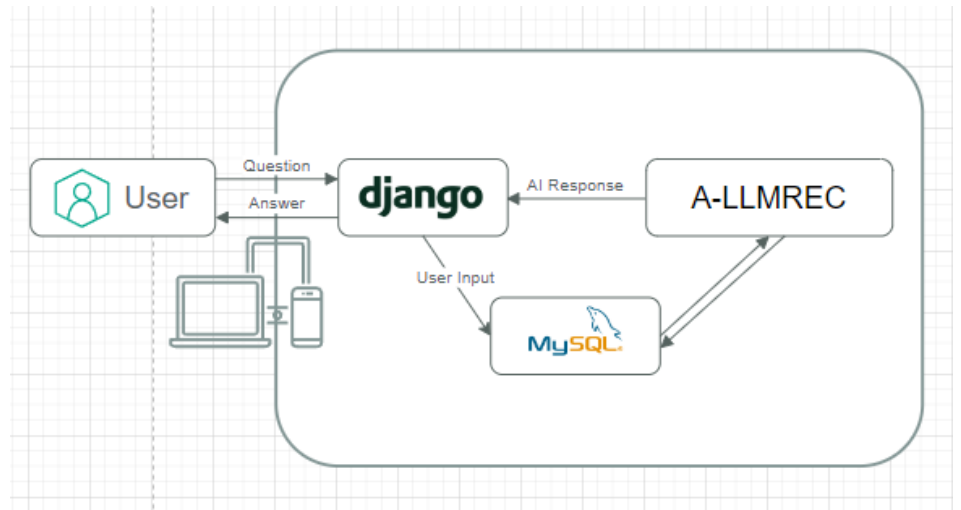 Question
User
django
AI Response
A-LLMREC
Answer
User Input
MySQL